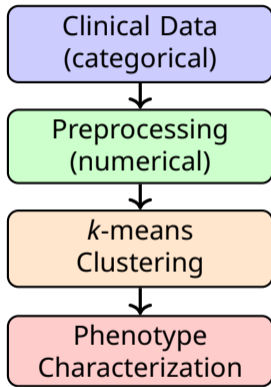 Clinical Data
(categorical)
Preprocessing
(numerical)
k-means
Clustering
Phenotype
Characterization